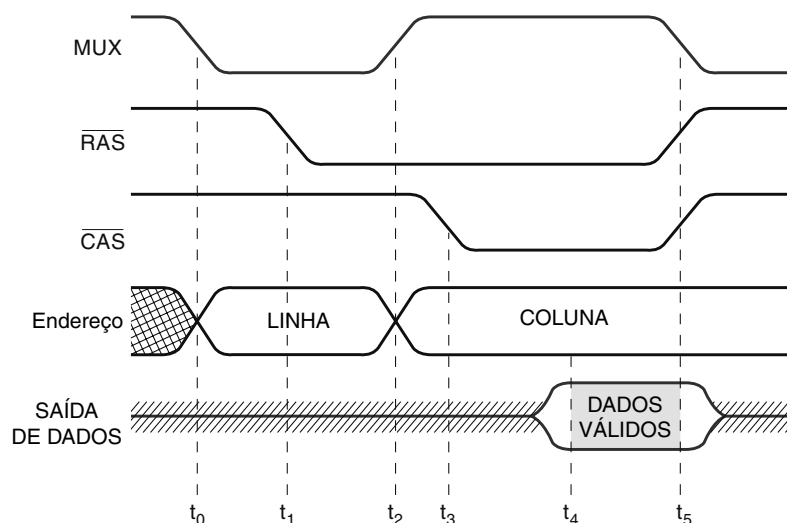 MUX
RAS
CAS
Endereço
LINHA
COLUNA
SAÍDA
DE DADOS
DADOS
VÁLIDOS
t0 t1 t2 t3 t4 t5